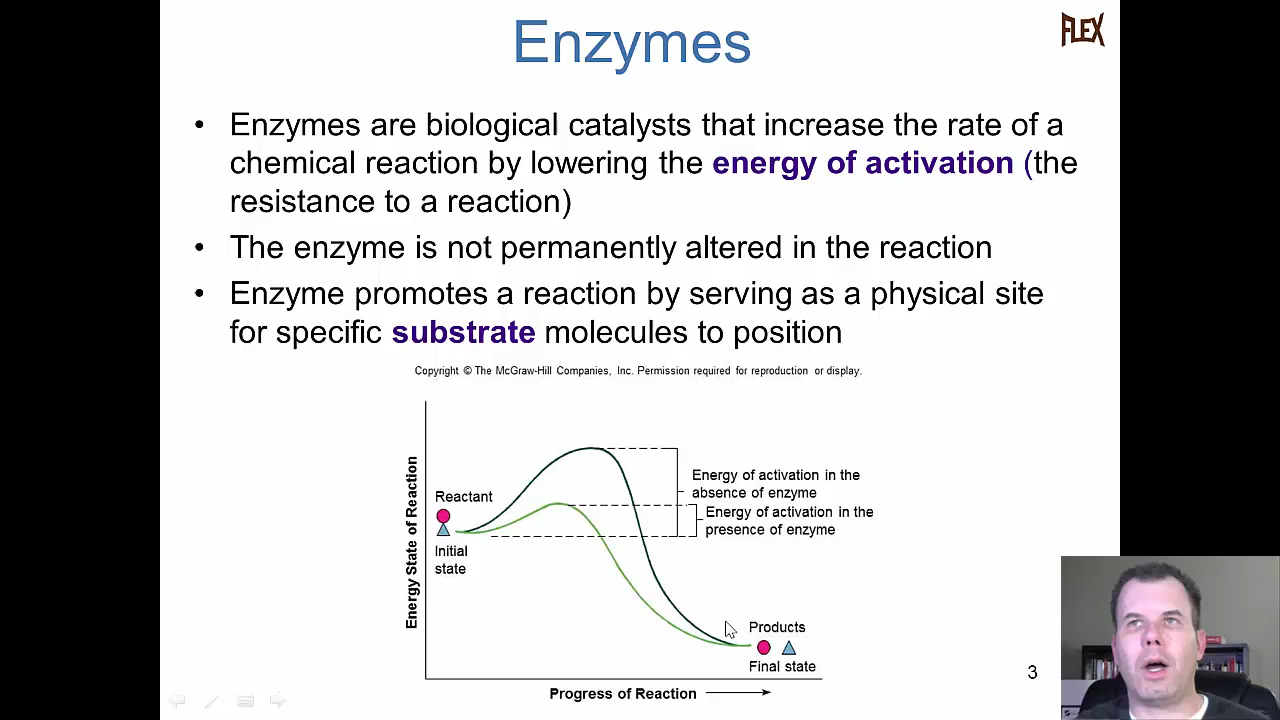 Enzymes
FLEX
• Enzymes are biological catalysts that increase the rate of a
chemical reaction by lowering the energy of activation (the
resistance to a reaction)
• The enzyme is not permanently altered in the reaction
• Enzyme promotes a reaction by serving as a physical site
for specific substrate molecules to position
Copyright © The McGraw-Hill Companies, Inc. Permission required for reproduction or display.
Energy State of Reaction
Reactant
Initial
state
Energy of activation in the
absence of enzyme
Energy of activation in the
presence of enzyme
Products
Final state
Progress of Reaction
3